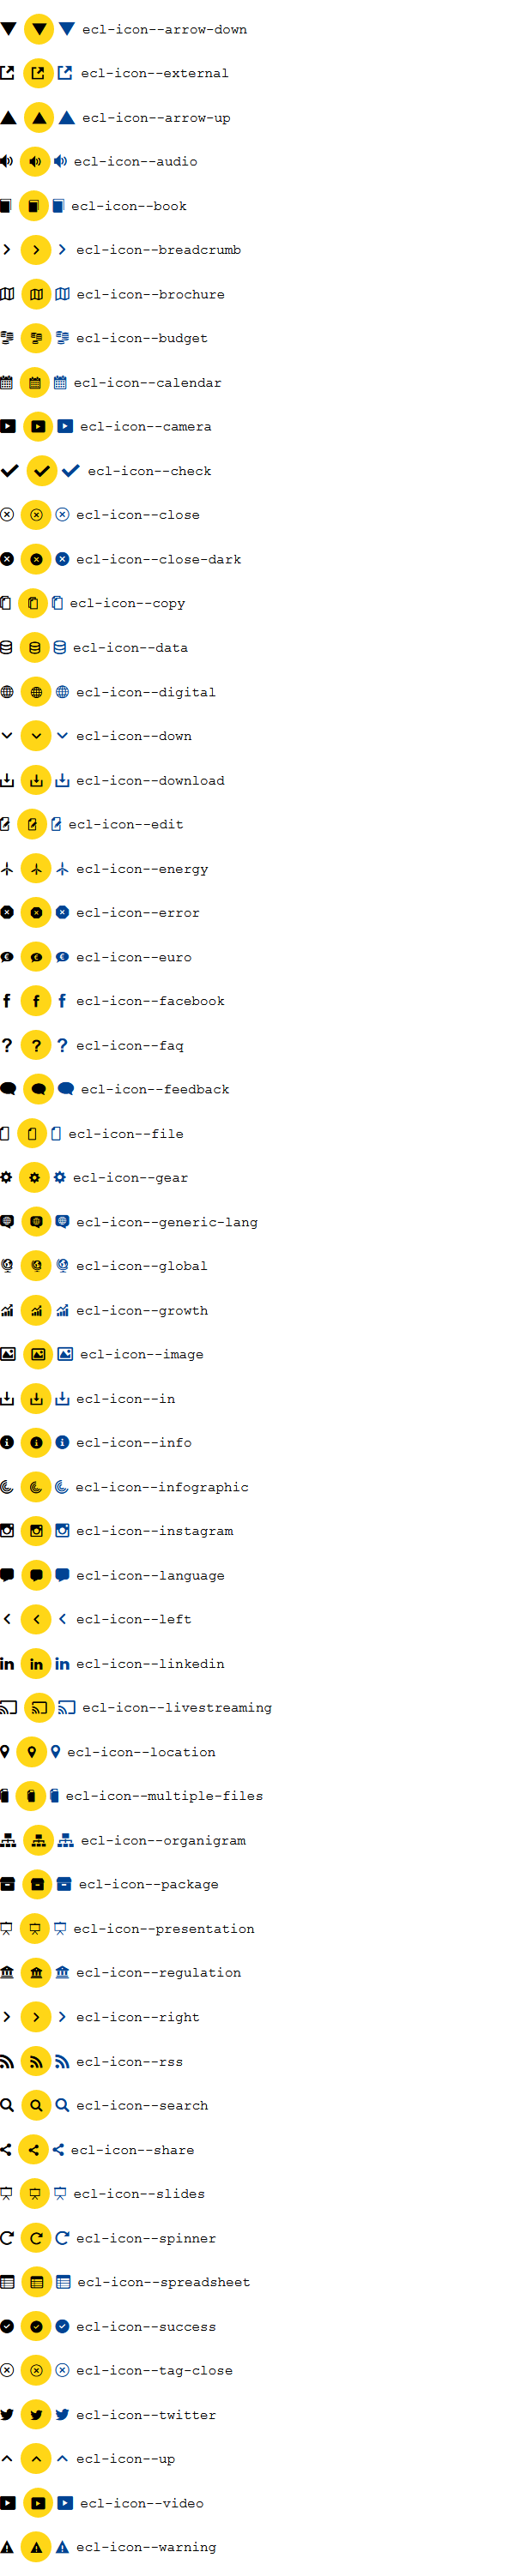 ecl-icon--arrow-down
ecl-icon--external
ecl-icon--arrow-up
ecl-icon--audio
ecl-icon--book
ecl-icon--breadcrumb
ecl-icon--brochure
ecl-icon--budget
ecl-icon--calendar
ecl-icon--camera
ecl-icon--check
ecl-icon--close
ecl-icon--close-dark
ecl-icon--copy
ecl-icon--data
ecl-icon--digital
ecl-icon--down
ecl-icon--download
ecl-icon--edit
ecl-icon--energy
ecl-icon--error
ecl-icon--euro
ecl-icon--facebook
ecl-icon--faq
ecl-icon--feedback
ecl-icon--file
ecl-icon--gear
ecl-icon--generic-lang
ecl-icon--global
ecl-icon--growth
ecl-icon--image
ecl-icon--in
ecl-icon--info
ecl-icon--infographic
ecl-icon--instagram
ecl-icon--language
ecl-icon--left
ecl-icon--linkedin
ecl-icon--livestreaming
ecl-icon--location
ecl-icon--multiple-files
ecl-icon--organigram
ecl-icon--package
ecl-icon--presentation
ecl-icon--regulation
ecl-icon--right
ecl-icon--rss
ecl-icon--search
ecl-icon--share
ecl-icon--slides
ecl-icon--spinner
ecl-icon--spreadsheet
ecl-icon--success
ecl-icon--tag-close
ecl-icon--twitter
ecl-icon--up
ecl-icon--video
ecl-icon--warning